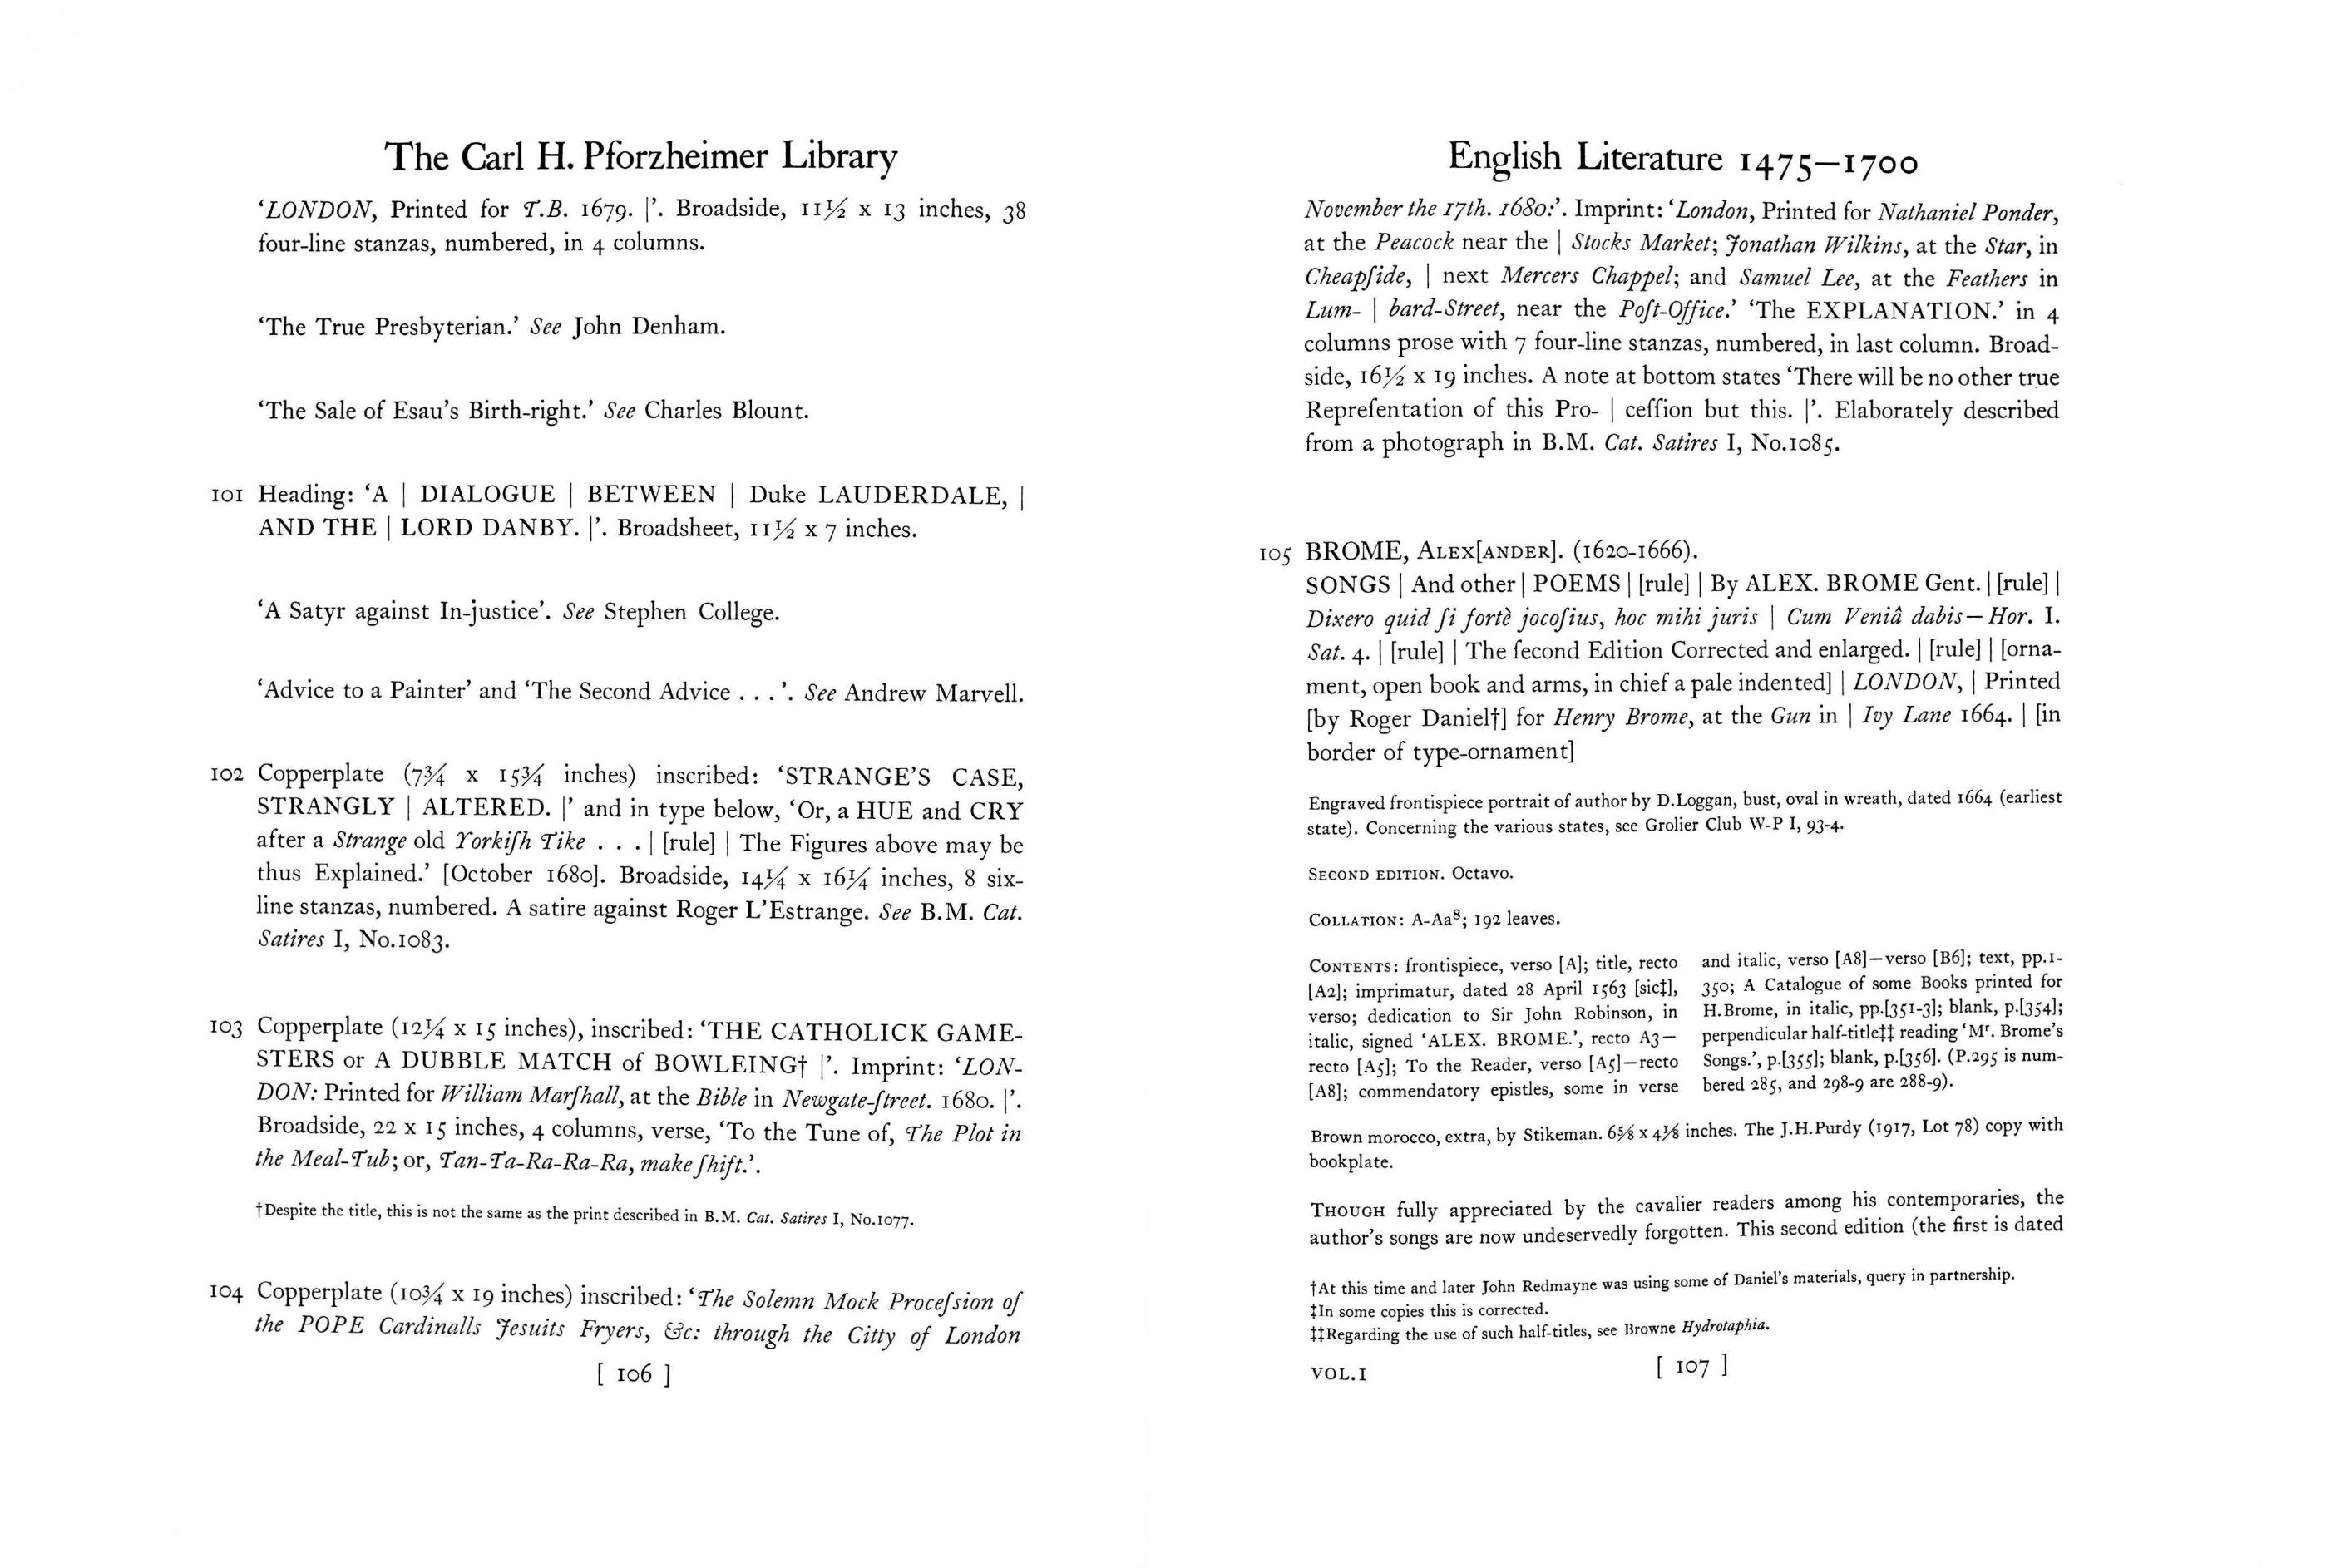 The Carl H. Pforzheimer Library
‘LONDON, Printed for T.B. 1679. |’. Broadside, 11½ x 13 inches, 38
four-line stanzas, numbered, in 4 columns.
‘The True Presbyterian.’ See John Denham.
‘The Sale of Esau’s Birth-right.’ See Charles Blount.
101 Heading: ‘A | DIALOGUE | BETWEEN | Duke LAUDERDALE, |
AND THE | LORD DANBY. |’. Broadsheet, 11½ x 7 inches.
‘A Satyr against In-justice’. See Stephen College.
‘Advice to a Painter’ and ‘The Second Advice . . . ’. See Andrew Marvell.
102 Copperplate (7¾ x 15¾ inches) inscribed: ‘STRANGE’S CASE,
STRANGLY | ALTERED. |’ and in type below, ‘Or, a HUE and CRY
after a Strange old Yorkiſh Tike . . . | [rule] | The Figures above may be
thus Explained.’ [October 1680]. Broadside, 14¼ x 16¼ inches, 8 six-
line stanzas, numbered. A satire against Roger L’Estrange. See B.M. Cat.
Satires I, No.1083.
103 Copperplate (12¼ x 15 inches), inscribed: ‘THE CATHOLICK GAME-
STERS or A DUBBLE MATCH of BOWLEING† |’. Imprint: ‘LON-
DON: Printed for William Marſhall, at the Bible in Newgate-ſtreet. 1680. |’.
Broadside, 22 x 15 inches, 4 columns, verse, ‘To the Tune of, The Plot in
the Meal-Tub; or, Tan-Ta-Ra-Ra-Ra, make ſhift.’.
†Despite the title, this is not the same as the print described in B.M. Cat. Satires I, No.1077.
104 Copperplate (10¾ x 19 inches) inscribed: ‘The Solemn Mock Proceſsion of
the POPE Cardinalls Jesuits Fryers, &c: through the Citty of London
[ 106 ]
English Literature 1475–1700
November the 17th. 1680:’. Imprint: ‘London, Printed for Nathaniel Ponder,
at the Peacock near the | Stocks Market; Jonathan Wilkins, at the Star, in
Cheapſide, | next Mercers Chappel; and Samuel Lee, at the Feathers in
Lum- | bard-Street, near the Poſt-Office.’ ‘The EXPLANATION.’ in 4
columns prose with 7 four-line stanzas, numbered, in last column. Broad-
side, 16½ x 19 inches. A note at bottom states ‘There will be no other true
Repreſentation of this Pro- | ceſſion but this. |’. Elaborately described
from a photograph in B.M. Cat. Satires I, No.1085.
105 BROME, ALEX[ANDER]. (1620-1666).
SONGS | And other | POEMS | [rule] | By ALEX. BROME Gent. | [rule] |
Dixero quid ſi fortè jocoſius, hoc mihi juris | Cum Veniâ dabis—Hor. I.
Sat. 4. | [rule] | The ſecond Edition Corrected and enlarged. | [rule] | [orna-
ment, open book and arms, in chief a pale indented] | LONDON, | Printed
[by Roger Daniel†] for Henry Brome, at the Gun in | Ivy Lane 1664. | [in
border of type-ornament]
Engraved frontispiece portrait of author by D.Loggan, bust, oval in wreath, dated 1664 (earliest
state). Concerning the various states, see Grolier Club W-P I, 93-4.
SECOND EDITION. Octavo.
COLLATION: A-Aa⁸; 192 leaves.
CONTENTS: frontispiece, verso [A]; title, recto
[A2]; imprimatur, dated 28 April 1563 [sic‡],
verso; dedication to Sir John Robinson, in
italic, signed ‘ALEX. BROME.’, recto A3—
recto [A5]; To the Reader, verso [A5]—recto
[A8]; commendatory epistles, some in verse
and italic, verso [A8]—verso [B6]; text, pp.1-
350; A Catalogue of some Books printed for
H.Brome, in italic, pp.[351-3]; blank, p.[354];
perpendicular half-title‡‡ reading ‘Mʳ. Brome’s
Songs.’, p.[355]; blank, p.[356]. (P.295 is num-
bered 285, and 298-9 are 288-9).
Brown morocco, extra, by Stikeman. 6⅝ x 4⅛ inches. The J.H.Purdy (1917, Lot 78) copy with
bookplate.
THOUGH fully appreciated by the cavalier readers among his contemporaries, the
author’s songs are now undeservedly forgotten. This second edition (the first is dated
†At this time and later John Redmayne was using some of Daniel’s materials, query in partnership.
‡In some copies this is corrected.
‡‡Regarding the use of such half-titles, see Browne Hydrotaphia.
VOL.I
[ 107 ]